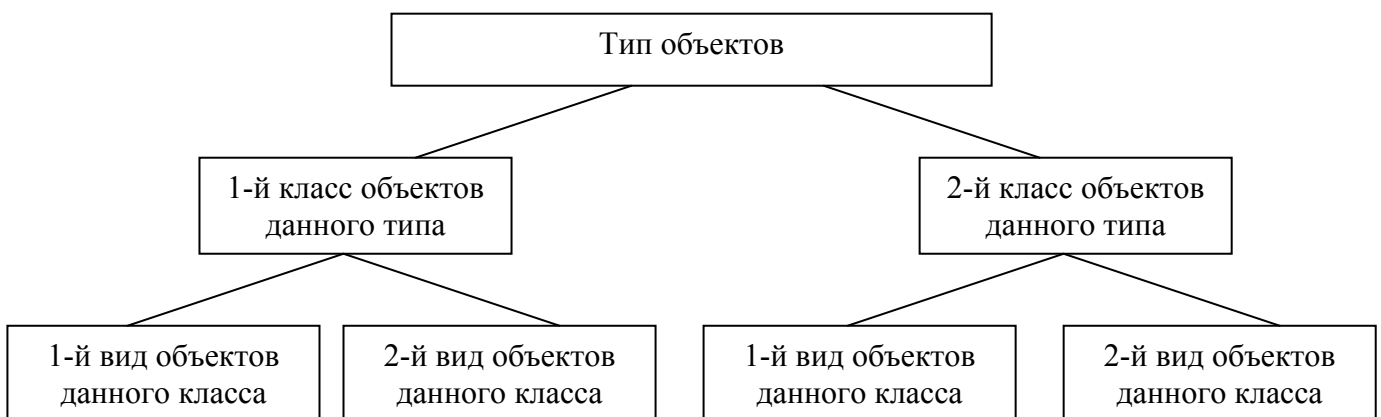 Тип объектов
1-й класс объектов
данного типа
2-й класс объектов
данного типа
1-й вид объектов
данного класса
2-й вид объектов
данного класса
1-й вид объектов
данного класса
2-й вид объектов
данного класса